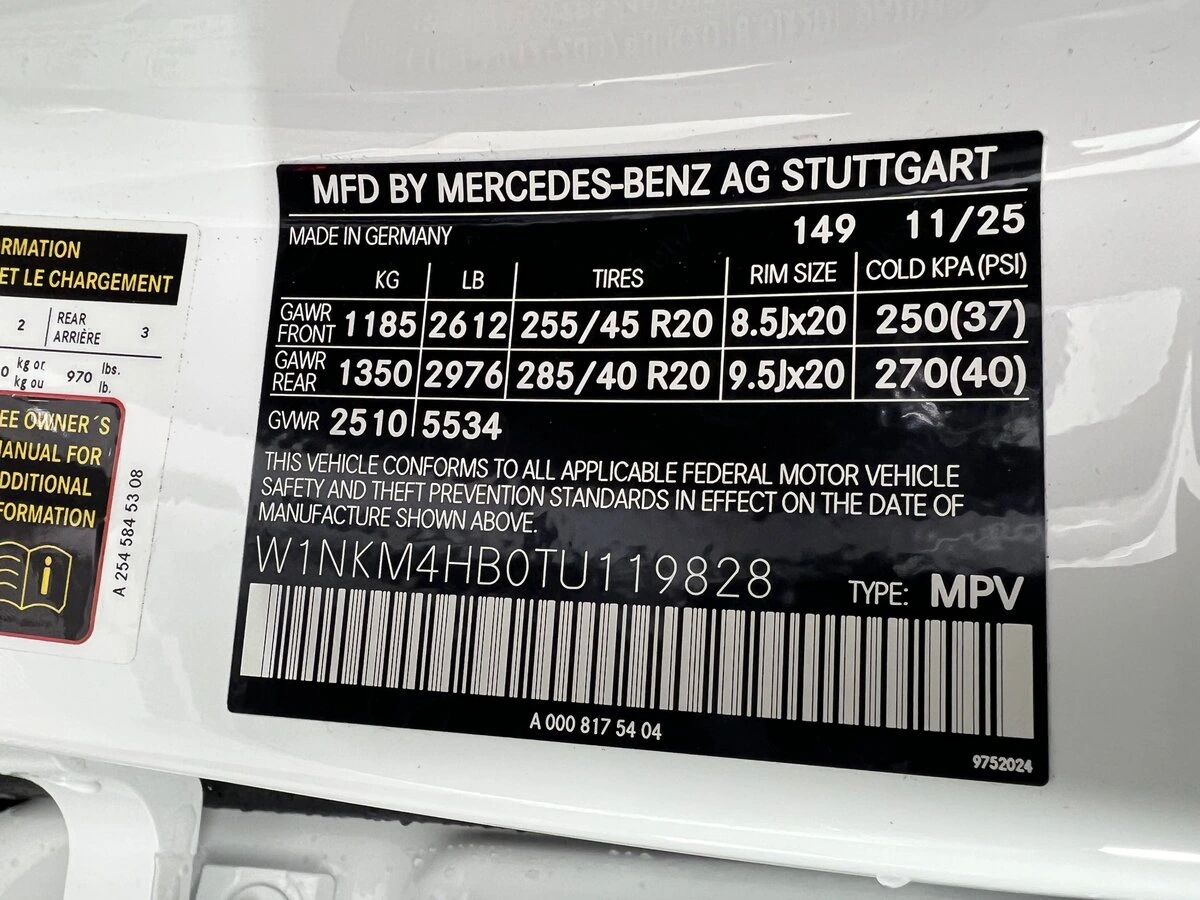 RMATION
ET LE CHARGEMENT
2 REAR ARRIÈRE 3
0 kg or kg ou 970 lbs. lb.
EE OWNER´S
ANUAL FOR
DDITIONAL
FORMATION
i
A 254 584 53 08
MFD BY MERCEDES-BENZ AG STUTTGART
MADE IN GERMANY 149 11/25
KG LB TIRES RIM SIZE COLD KPA (PSI)
GAWR FRONT 1185 2612 255/45 R20 8.5Jx20 250(37)
GAWR REAR 1350 2976 285/40 R20 9.5Jx20 270(40)
GVWR 2510 5534
THIS VEHICLE CONFORMS TO ALL APPLICABLE FEDERAL MOTOR VEHICLE
SAFETY AND THEFT PREVENTION STANDARDS IN EFFECT ON THE DATE OF
MANUFACTURE SHOWN ABOVE.
W1NKM4HB0TU119828 TYPE: MPV
A 000 817 54 04
9752024